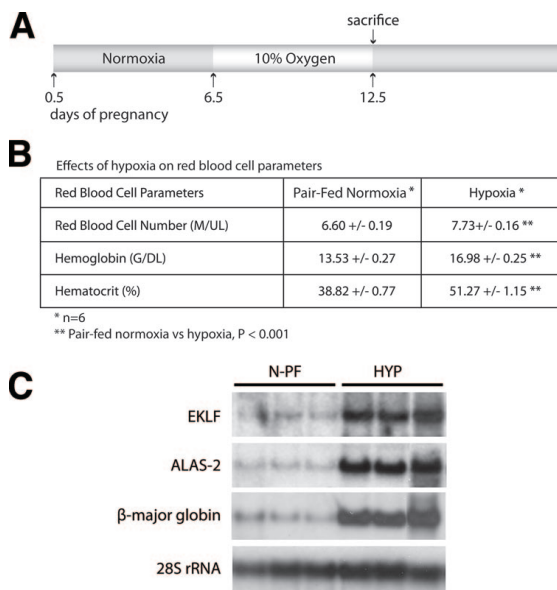 A
sacrifice
Normoxia
10% Oxygen
0.5
6.5
12.5
days of pregnancy
B
Effects of hypoxia on red blood cell parameters
Red Blood Cell Parameters Pair-Fed Normoxia * Hypoxia *
Red Blood Cell Number (M/UL) 6.60 +/- 0.19 7.73+/- 0.16 **
Hemoglobin (G/DL) 13.53 +/- 0.27 16.98 +/- 0.25 **
Hematocrit (%) 38.82 +/- 0.77 51.27 +/- 1.15 **
* n=6
** Pair-fed normoxia vs hypoxia, P < 0.001
C
N-PF HYP
EKLF
ALAS-2
β-major globin
28S rRNA